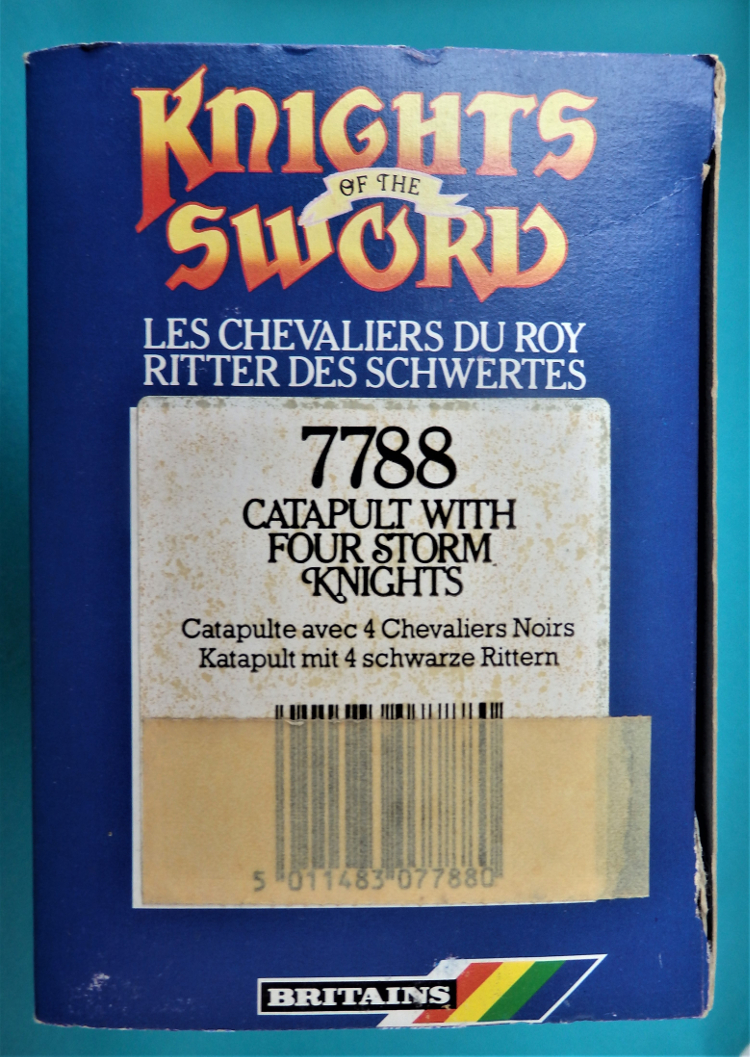 KNIGHTS
OF THE
SWORD
LES CHEVALIERS DU ROY
RITTER DES SCHWERTES
7788
CATAPULT WITH
FOUR STORM
KNIGHTS
Catapulte avec 4 Chevaliers Noirs
Katapult mit 4 schwarze Rittern
5 011483 077880
BRITAINS